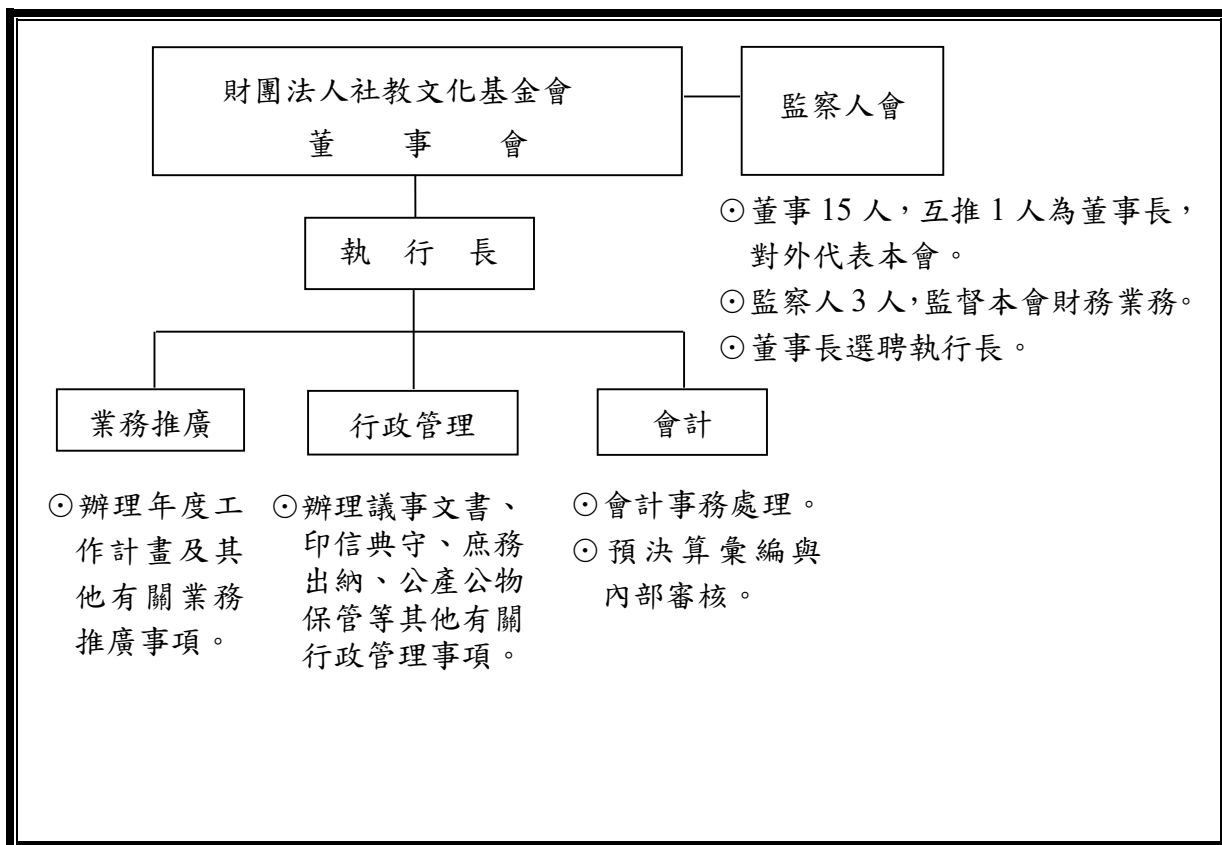 財團法人社教文化基金會
董事會
監察人會
⊙董事 15 人，互推 1 人為董事長，
對外代表本會。
⊙監察人 3 人，監督本會財務業務。
⊙董事長選聘執行長。
執行長
業務推廣
⊙辦理年度工
作計畫及其
他有關業務
推廣事項。
行政管理
⊙辦理議事文書、
印信典守、庶務
出納、公產公物
保管等其他有關
行政管理事項。
會計
⊙會計事務處理。
⊙預決算彙編與
內部審核。